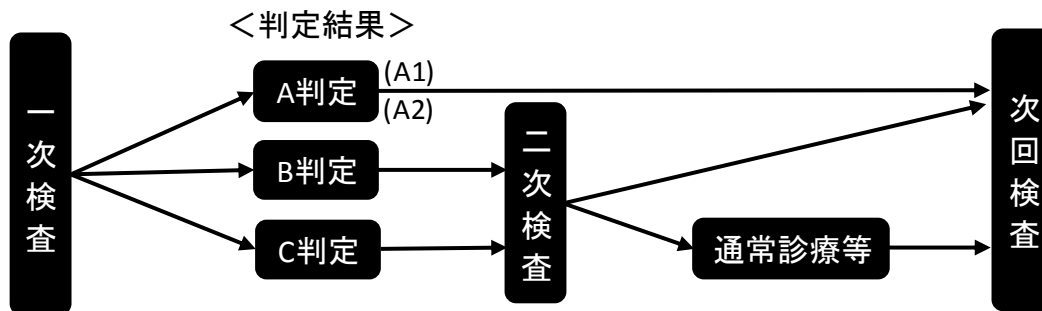 ＜判定結果＞
一次検査
A判定
(A1)
(A2)
B判定
C判定
二次検査
通常診療等
次回検査